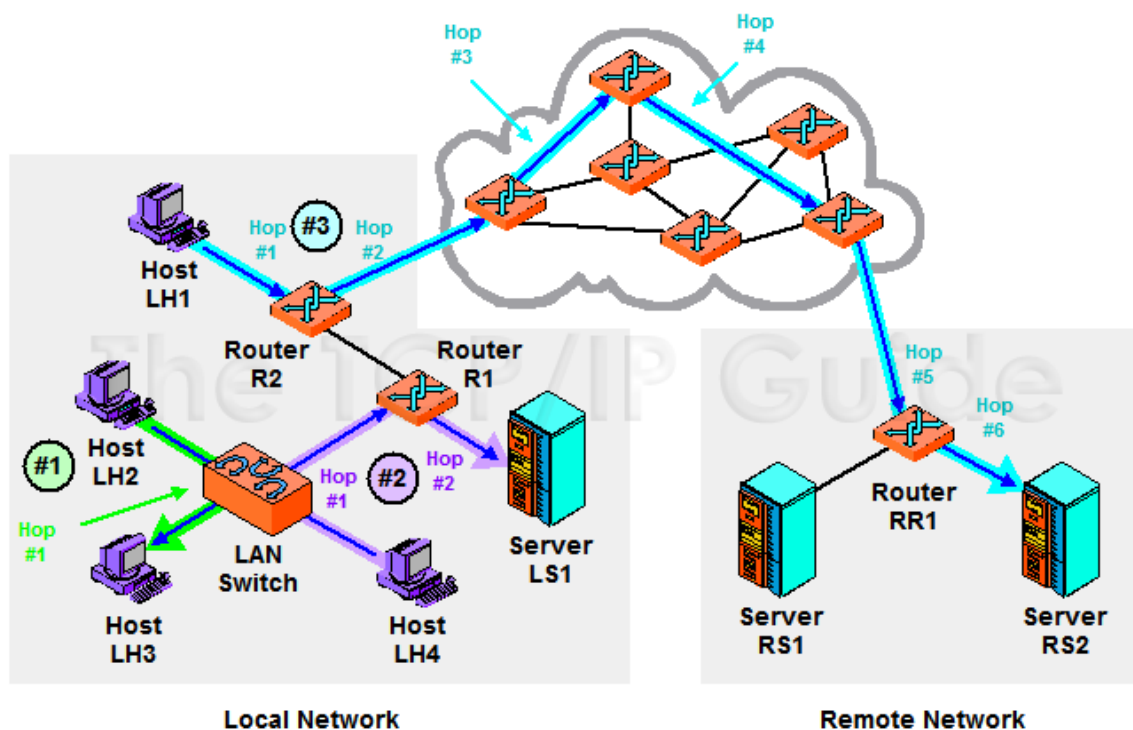 Hop
#3
Hop
#4
Hop
#1
#3
Hop
#2
Host
LH1
The TCP/IP Guide
Router
R2
Router
R1
Host
LH2
#1
Hop
#1
Hop
#1
#2
Hop
#2
LAN
Switch
Server
LS1
Host
LH3
Host
LH4
Hop
#5
Hop
#6
Router
RR1
Server
RS1
Server
RS2
Local Network
Remote Network